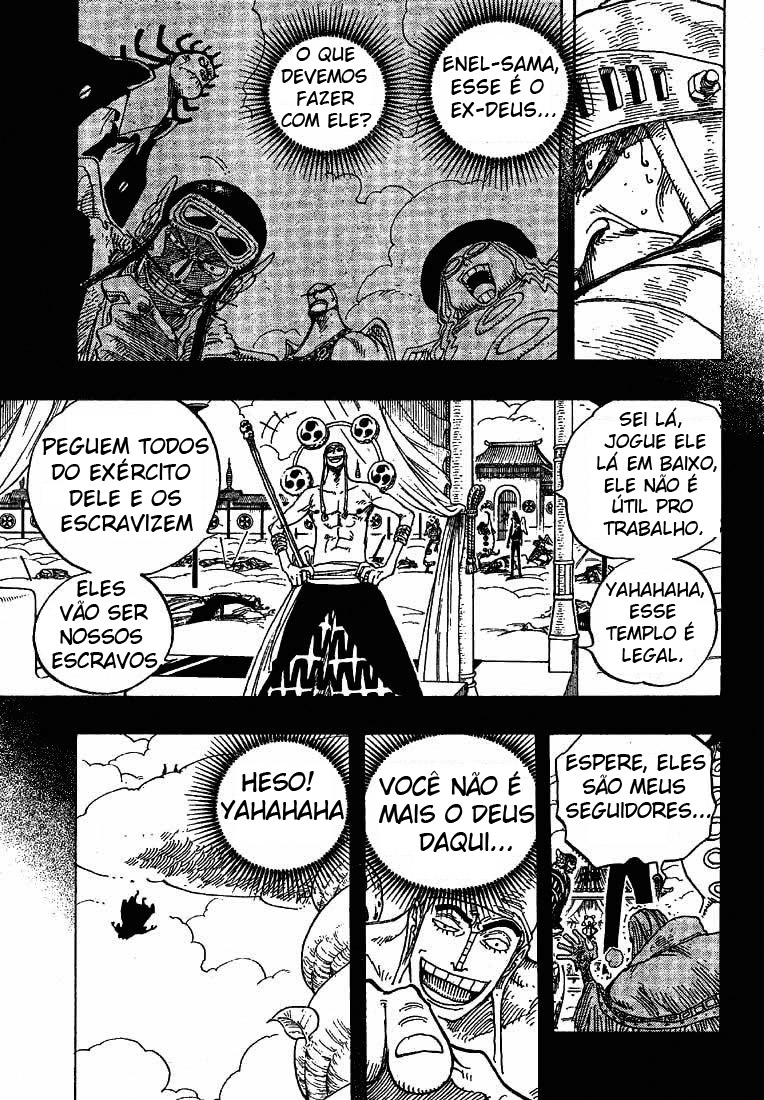 ENEL-SAMA,
ESSE É O
EX-DEUS...
O QUE
DEVEMOS
FAZER
COM ELE?
SEI LÁ,
JOGUE ELE
LÁ EM BAIXO,
ELE NÃO É
ÚTIL PRO
TRABALHO.
YAHAHAHA,
ESSE
TEMPLO É
LEGAL.
PEGUEM TODOS
DO EXÉRCITO
DELE E OS
ESCRAVIZEM
ELES
VÃO SER
NOSSOS
ESCRAVOS
ESPERE, ELES
SÃO MEUS
SEGUIDORES...
VOCÊ NÃO É
MAIS O DEUS
DAQUI...
HESO!
YAHAHAHA